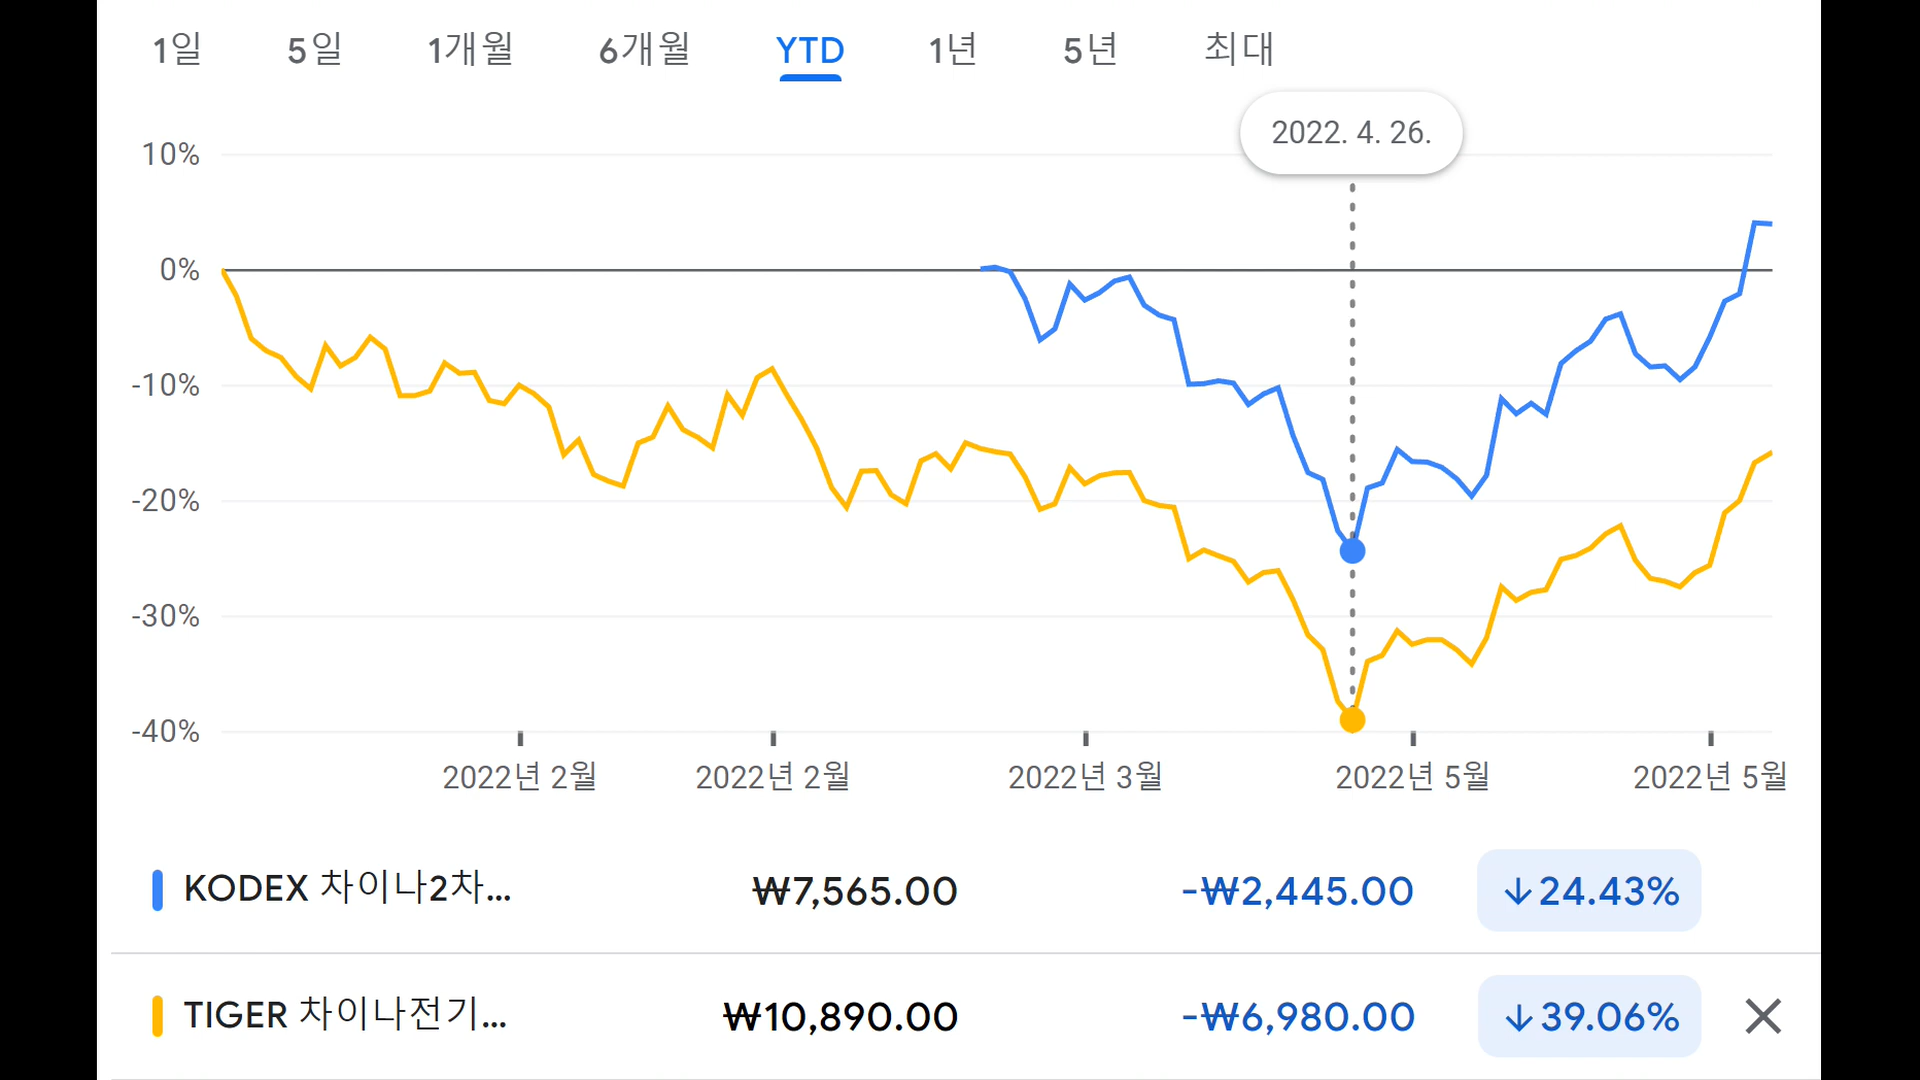 1일 5일 1개월 6개월 YTD 1년 5년 최대
2022. 4. 26.
10%
0%
-10%
-20%
-30%
-40%
2022년 2월 2022년 2월 2022년 3월 2022년 5월 2022년 5월
KODEX 차이나2차... ₩7,565.00 -₩2,445.00 ↓24.43%
TIGER 차이나전기... ₩10,890.00 -₩6,980.00 ↓39.06%